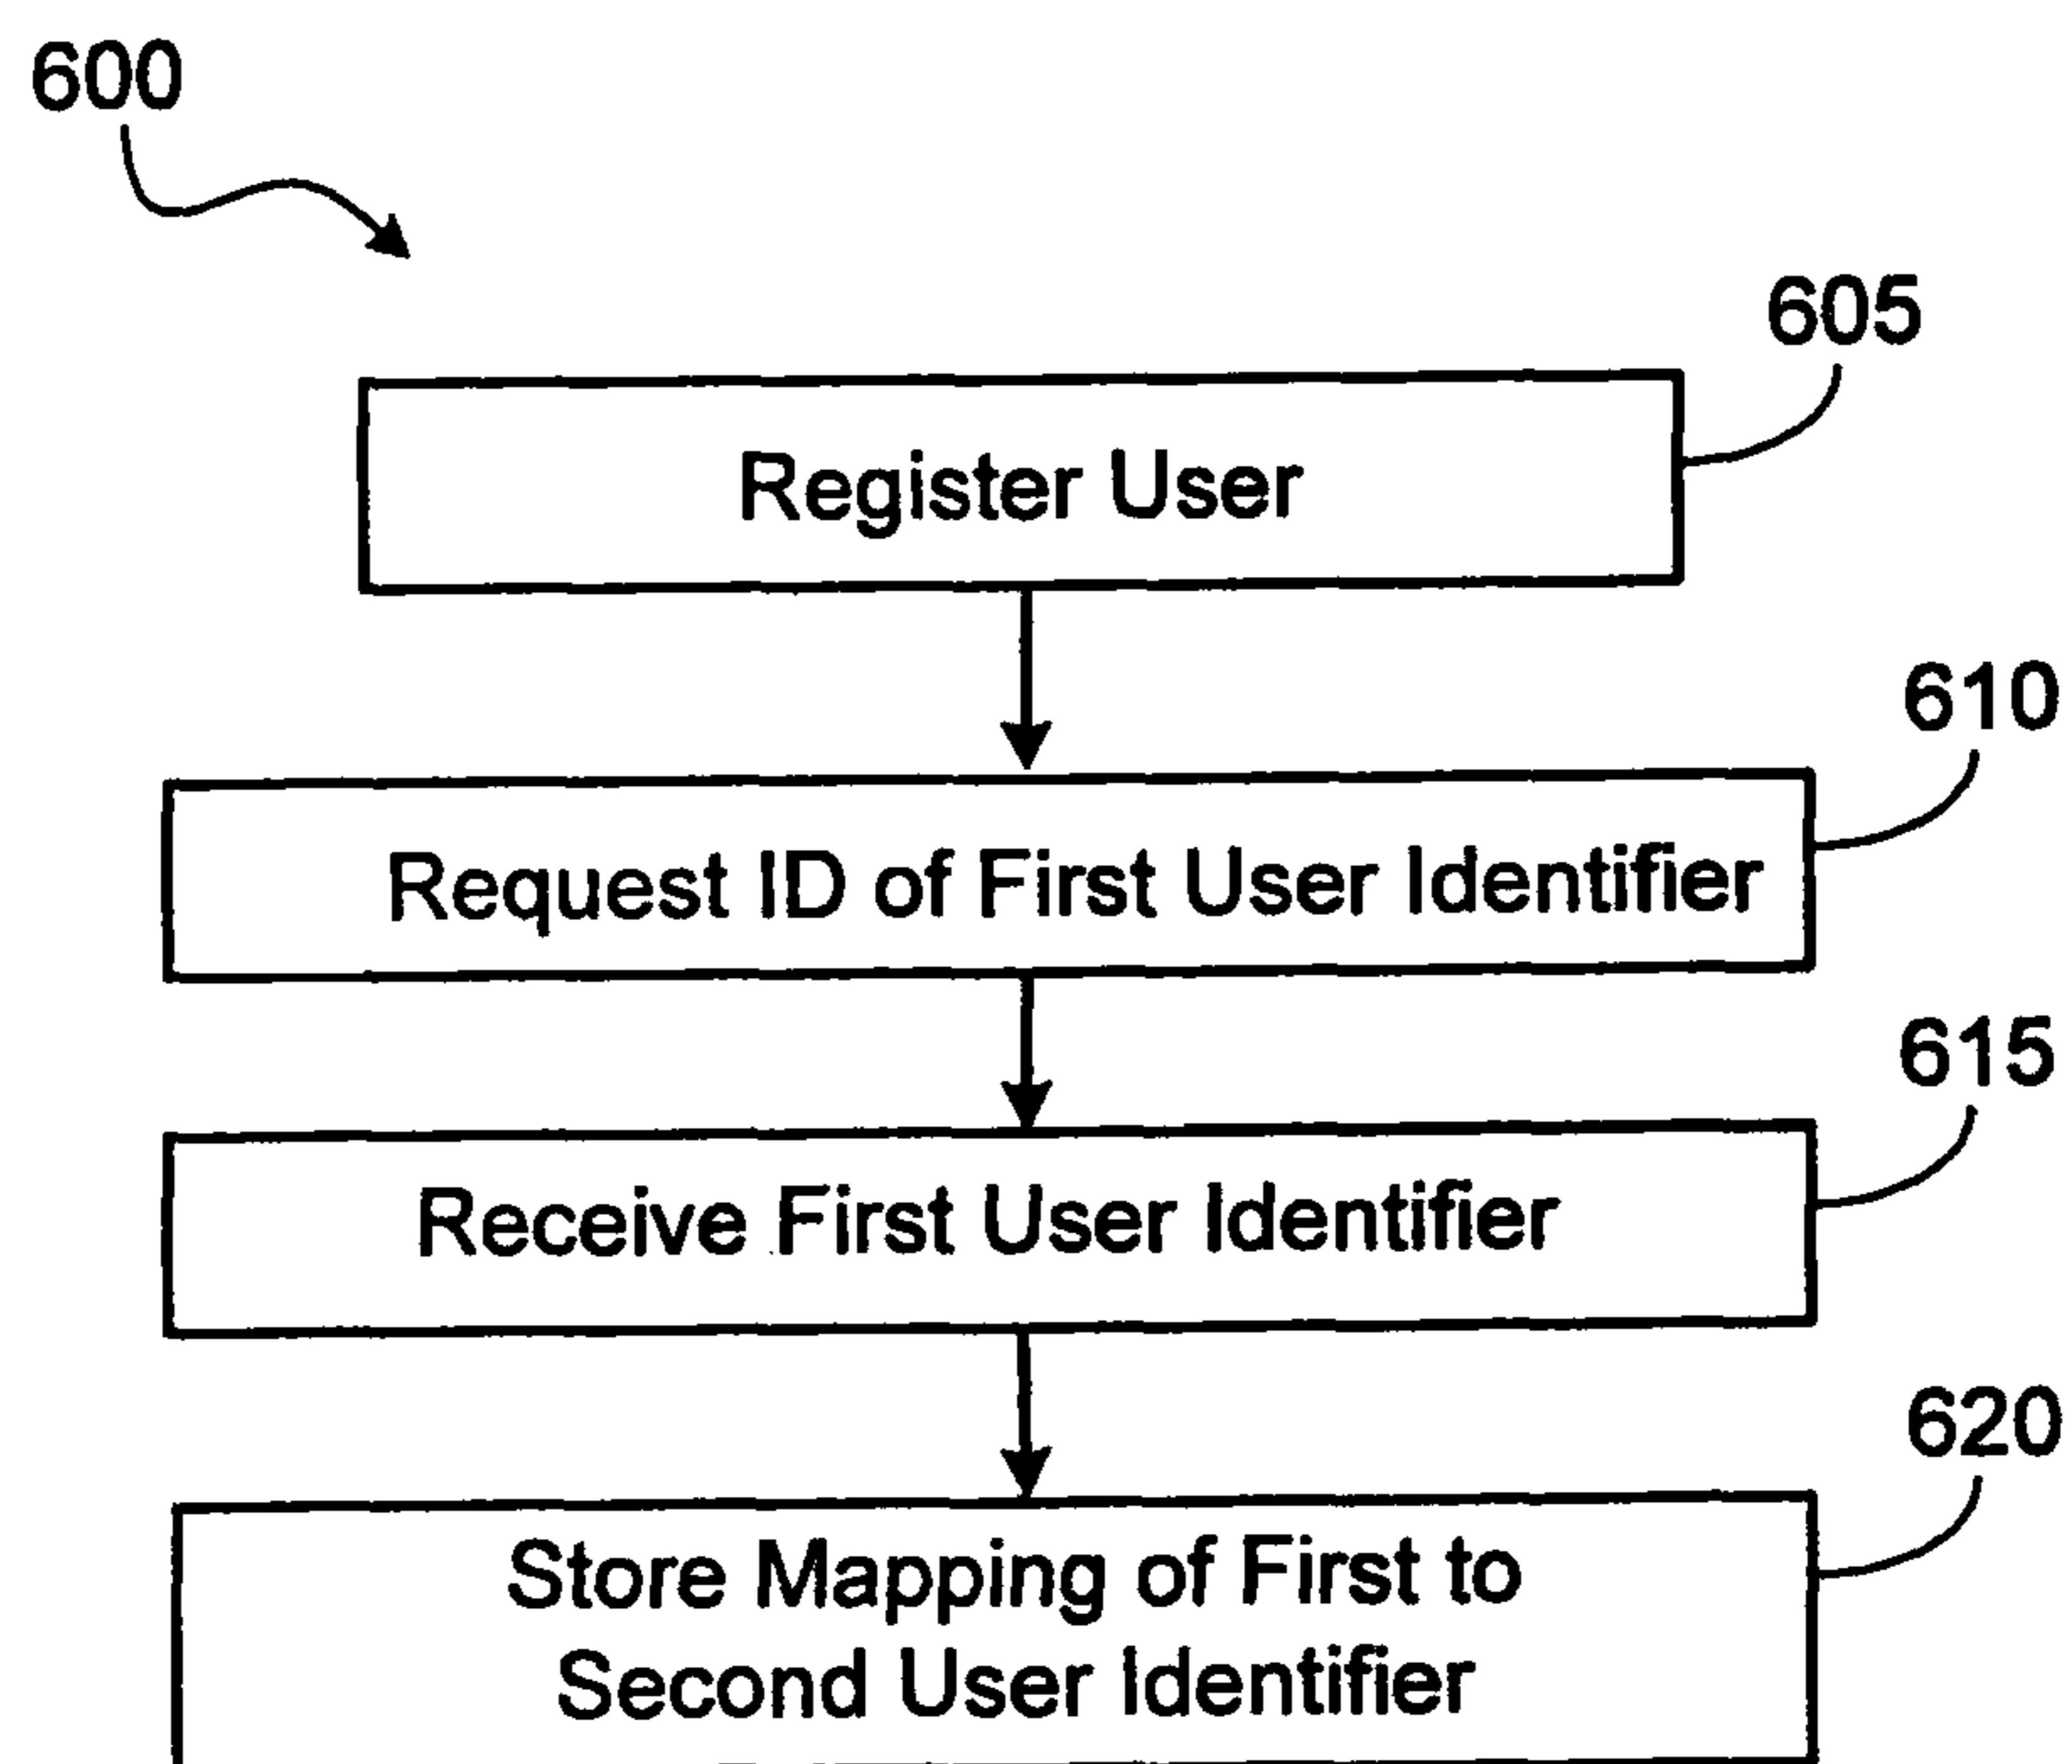 600
605
Register User
610
Request ID of First User Identifier
615
Receive First User Identifier
620
Store Mapping of First to
Second User Identifier